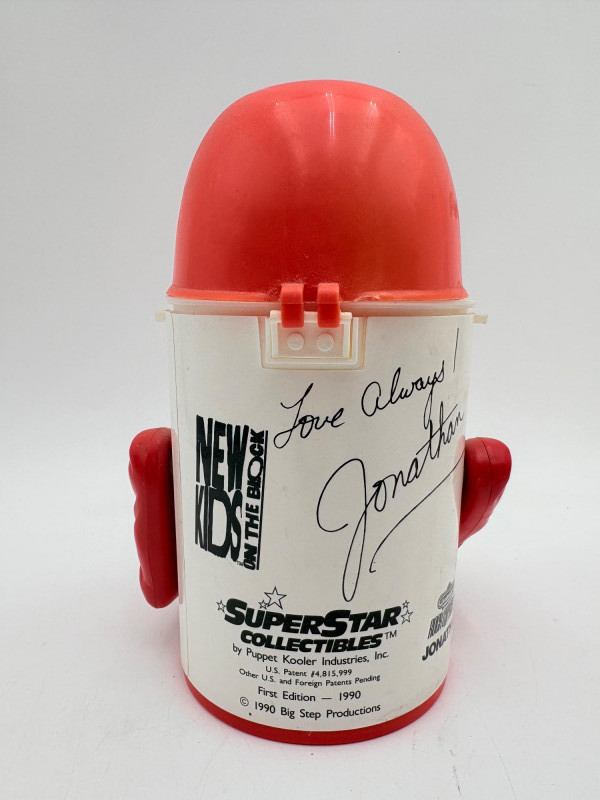 Love Always!
Jonathan
NEW
KIDS
ON THE BLOCK
SUPERSTAR
COLLECTIBLES™
by Puppet Kooler Industries, Inc.
U.S. Patent #4,815,999
Other U.S. and Foreign Patents Pending
First Edition — 1990
© 1990 Big Step Productions